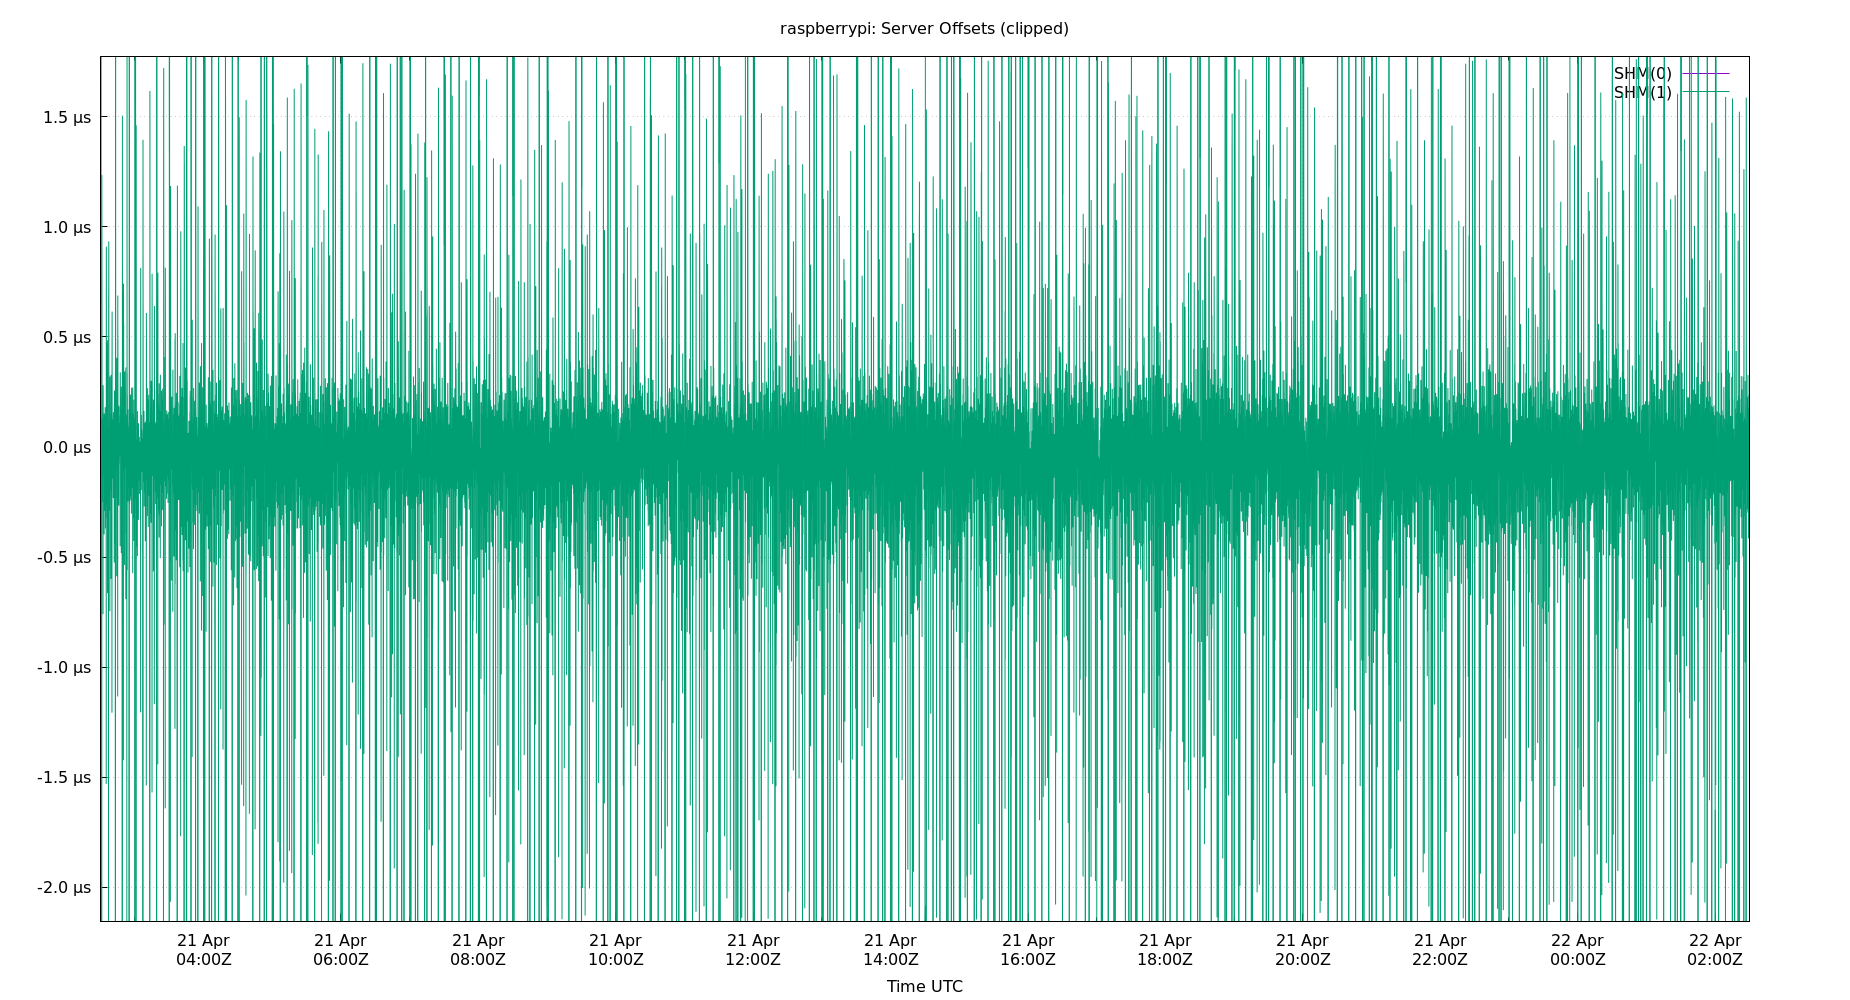 raspberrypi: Server Offsets (clipped)
SHM(0)
SHM(1)
1.5 µs
1.0 µs
0.5 µs
0.0 µs
-0.5 µs
-1.0 µs
-1.5 µs
-2.0 µs
21 Apr 21 Apr 21 Apr 21 Apr 21 Apr 21 Apr 21 Apr 21 Apr 21 Apr 21 Apr 22 Apr 22 Apr
04:00Z 06:00Z 08:00Z 10:00Z 12:00Z 14:00Z 16:00Z 18:00Z 20:00Z 22:00Z 00:00Z 02:00Z
Time UTC